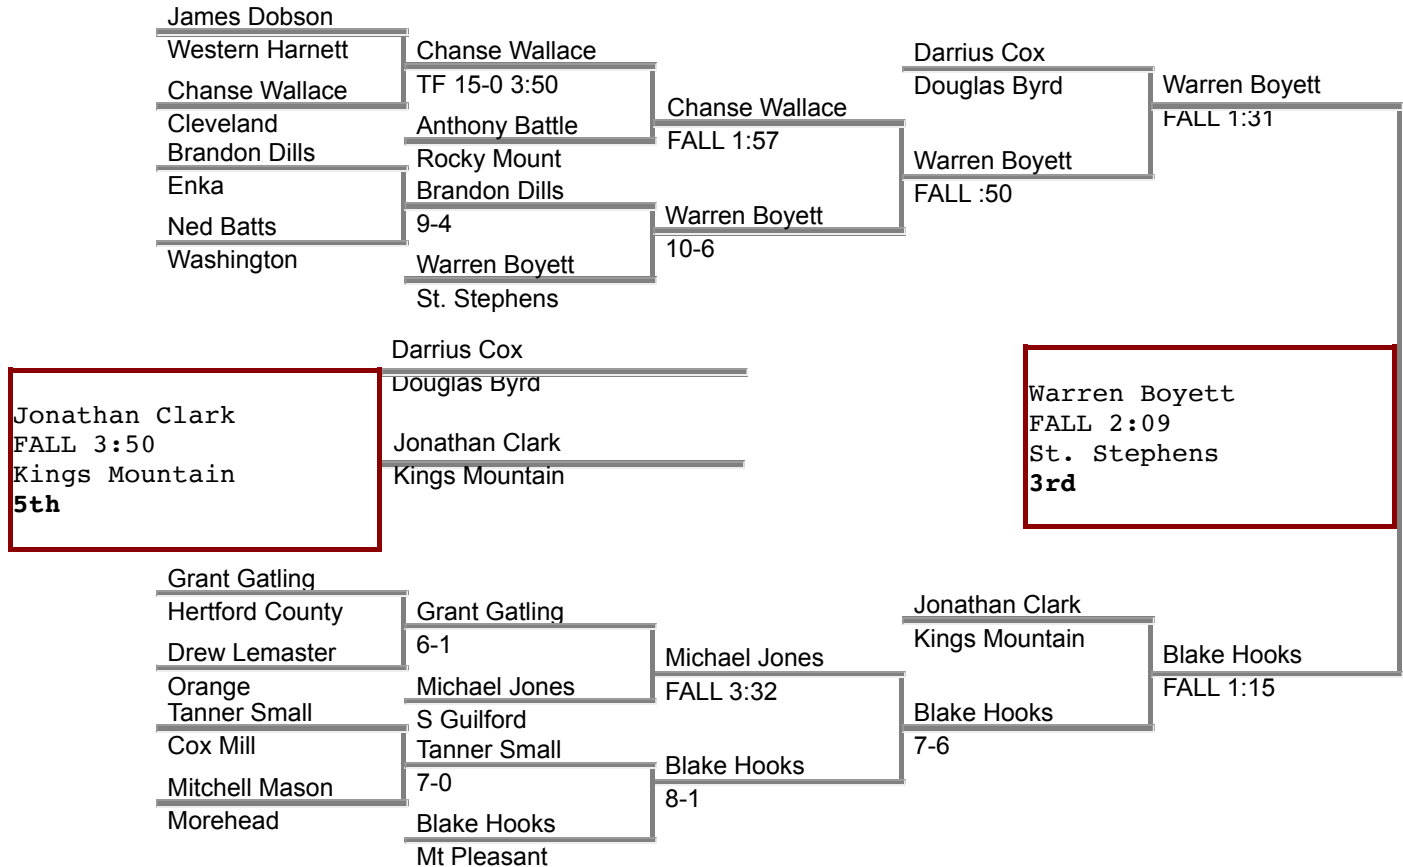 James Dobson
Western Harnett
Chanse Wallace
Cleveland
Brandon Dills
Enka
Ned Batts
Washington
Chanse Wallace
TF 15-0 3:50
Anthony Battle
Rocky Mount
Brandon Dills
9-4
Warren Boyett
St. Stephens
Chanse Wallace
FALL 1:57
Warren Boyett
10-6
Darrius Cox
Douglas Byrd
Warren Boyett
FALL :50
Warren Boyett
FALL 1:31
Darrius Cox
Douglas Byrd
Jonathan Clark
Kings Mountain
Jonathan Clark
FALL 3:50
Kings Mountain
5th
Warren Boyett
FALL 2:09
St. Stephens
3rd
Grant Gatling
Hertford County
Drew Lemaster
Orange
Tanner Small
Cox Mill
Mitchell Mason
Morehead
Grant Gatling
6-1
Michael Jones
S Guilford
Tanner Small
7-0
Blake Hooks
Mt Pleasant
Michael Jones
FALL 3:32
Blake Hooks
8-1
Jonathan Clark
Kings Mountain
Blake Hooks
7-6
Blake Hooks
FALL 1:15